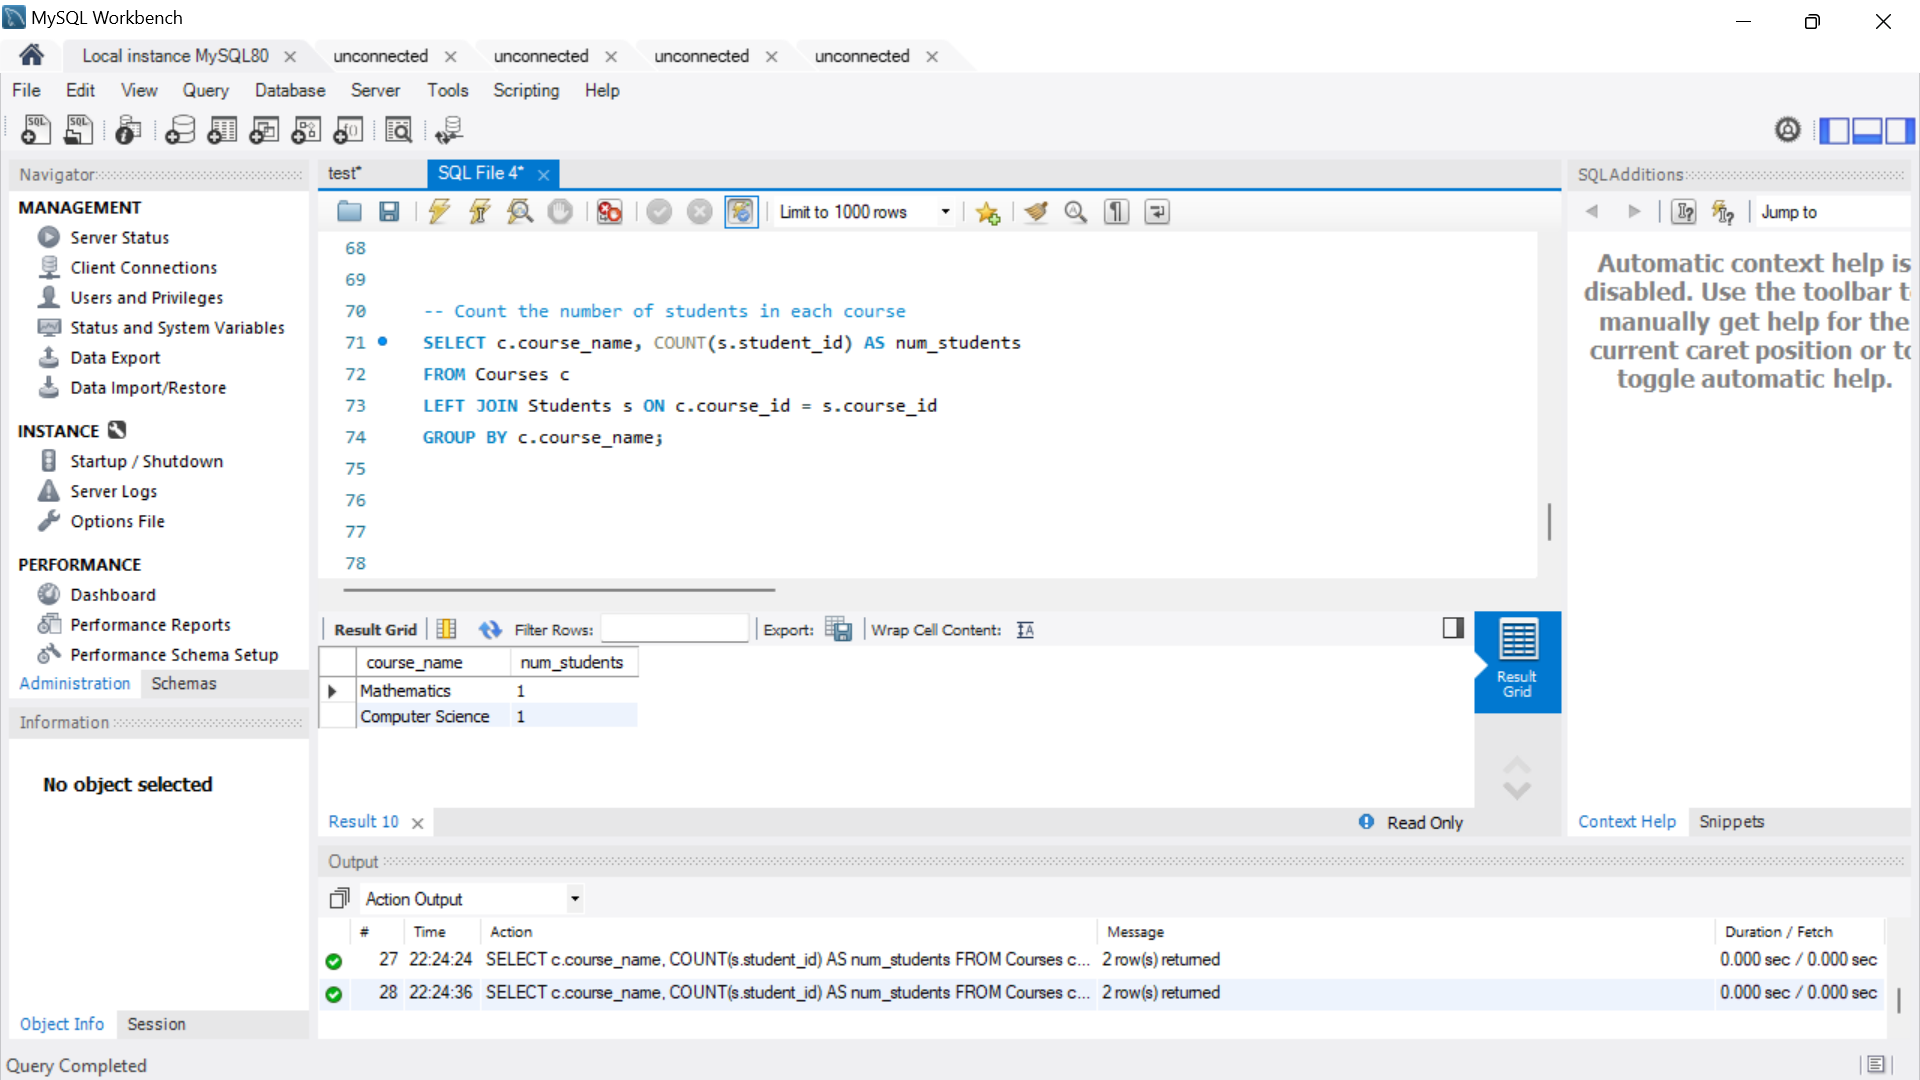 MySQL Workbench
Local instance MySQL80
unconnected
unconnected
unconnected
unconnected
File Edit View Query Database Server Tools Scripting Help
SQL SQL
Navigator
MANAGEMENT
Server Status
Client Connections
Users and Privileges
Status and System Variables
Data Export
Data Import/Restore
INSTANCE
Startup / Shutdown
Server Logs
Options File
PERFORMANCE
Dashboard
Performance Reports
Performance Schema Setup
Administration Schemas
Information
No object selected
Object Info Session
test* SQL File 4*
Limit to 1000 rows
68
69
70 -- Count the number of students in each course
71 SELECT c.course_name, COUNT(s.student_id) AS num_students
72 FROM Courses c
73 LEFT JOIN Students s ON c.course_id = s.course_id
74 GROUP BY c.course_name;
75
76
77
78
Result Grid Filter Rows: Export: Wrap Cell Content: IA
course_name num_students
Mathematics 1
Computer Science 1
Result Grid
Result 10 Read Only
SQLAdditions
Jump to
Automatic context help is
disabled. Use the toolbar t
manually get help for the
current caret position or to
toggle automatic help.
Context Help Snippets
Output
Action Output
# Time Action Message Duration / Fetch
27 22:24:24 SELECT c.course_name, COUNT(s.student_id) AS num_students FROM Courses c... 2 row(s) returned 0.000 sec / 0.000 sec
28 22:24:36 SELECT c.course_name, COUNT(s.student_id) AS num_students FROM Courses c... 2 row(s) returned 0.000 sec / 0.000 sec
Query Completed